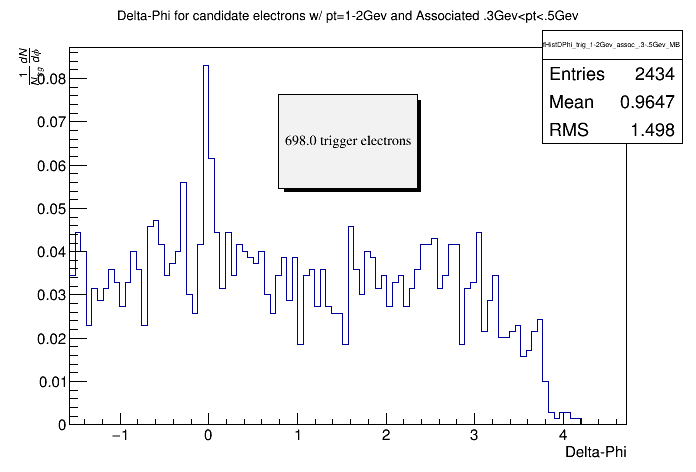 Delta-Phi for candidate electrons w/ pt=1-2Gev and Associated .3Gev<pt<.5Gev
fHistDPhi_trig_1-2Gev_assoc_.3-.5Gev_MB
Entries 2434
Mean 0.9647
RMS 1.498
698.0 trigger electrons
1 dN
dϕ
0.08
0.07
0.06
0.05
0.04
0.03
0.02
0.01
0
−1 0 1 2 3 4
Delta-Phi